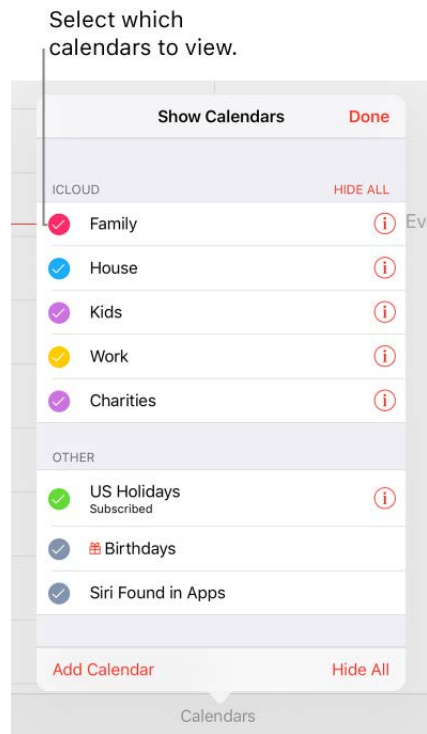 Select which
calendars to view.
Show Calendars Done
ICLOUD HIDE ALL
Family
Ev
House
Kids
Work
Charities
OTHER
US Holidays
Subscribed
Birthdays
Siri Found in Apps
Add Calendar Hide All
Calendars